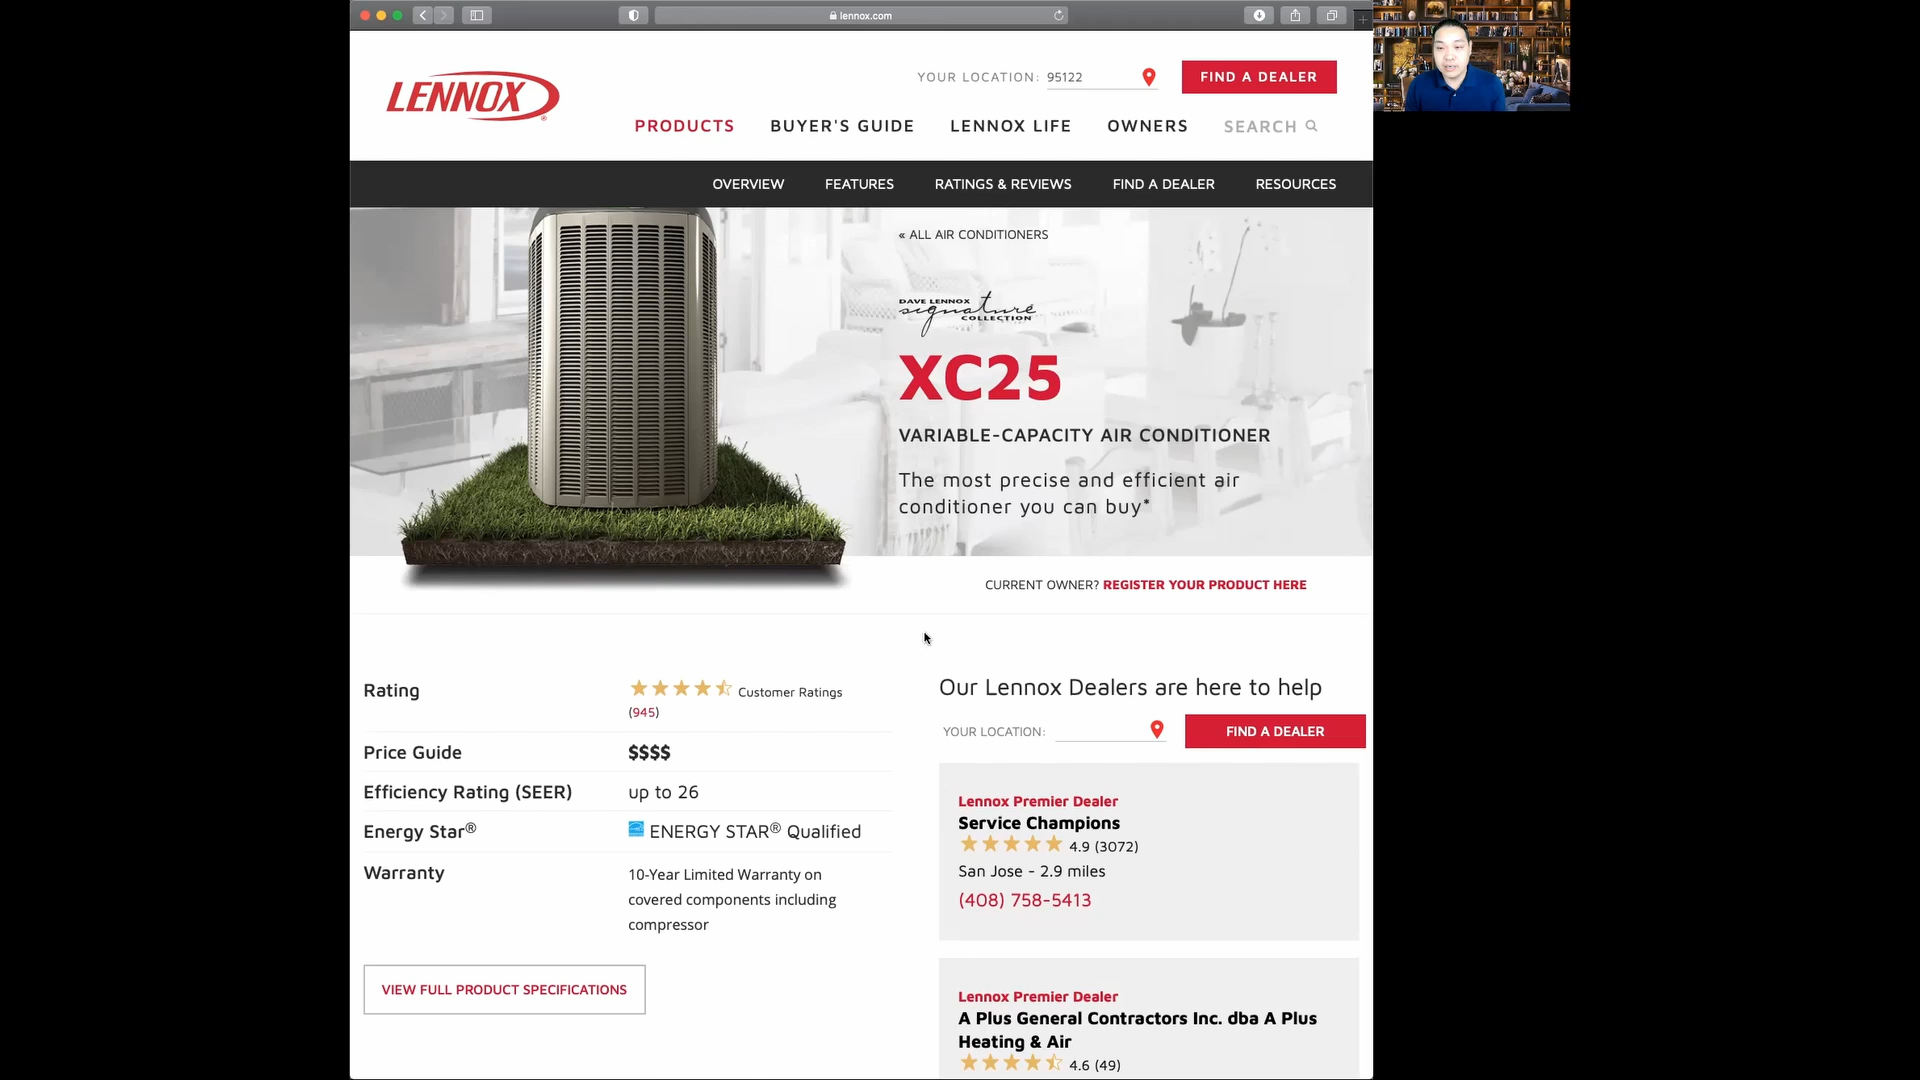 lennox.com
LENNOX
YOUR LOCATION: 95122
FIND A DEALER
PRODUCTS BUYER'S GUIDE LENNOX LIFE OWNERS SEARCH
OVERVIEW FEATURES RATINGS & REVIEWS FIND A DEALER RESOURCES
« ALL AIR CONDITIONERS
DAVE LENNOX
signature
COLLECTION
XC25
VARIABLE-CAPACITY AIR CONDITIONER
The most precise and efficient air
conditioner you can buy*
CURRENT OWNER? REGISTER YOUR PRODUCT HERE
Rating Customer Ratings
(945)
Price Guide $$$$
Efficiency Rating (SEER) up to 26
Energy Star® ENERGY STAR® Qualified
Warranty 10-Year Limited Warranty on
covered components including
compressor
VIEW FULL PRODUCT SPECIFICATIONS
Our Lennox Dealers are here to help
YOUR LOCATION:
FIND A DEALER
Lennox Premier Dealer
Service Champions
4.9 (3072)
San Jose - 2.9 miles
(408) 758-5413
Lennox Premier Dealer
A Plus General Contractors Inc. dba A Plus
Heating & Air
4.6 (49)